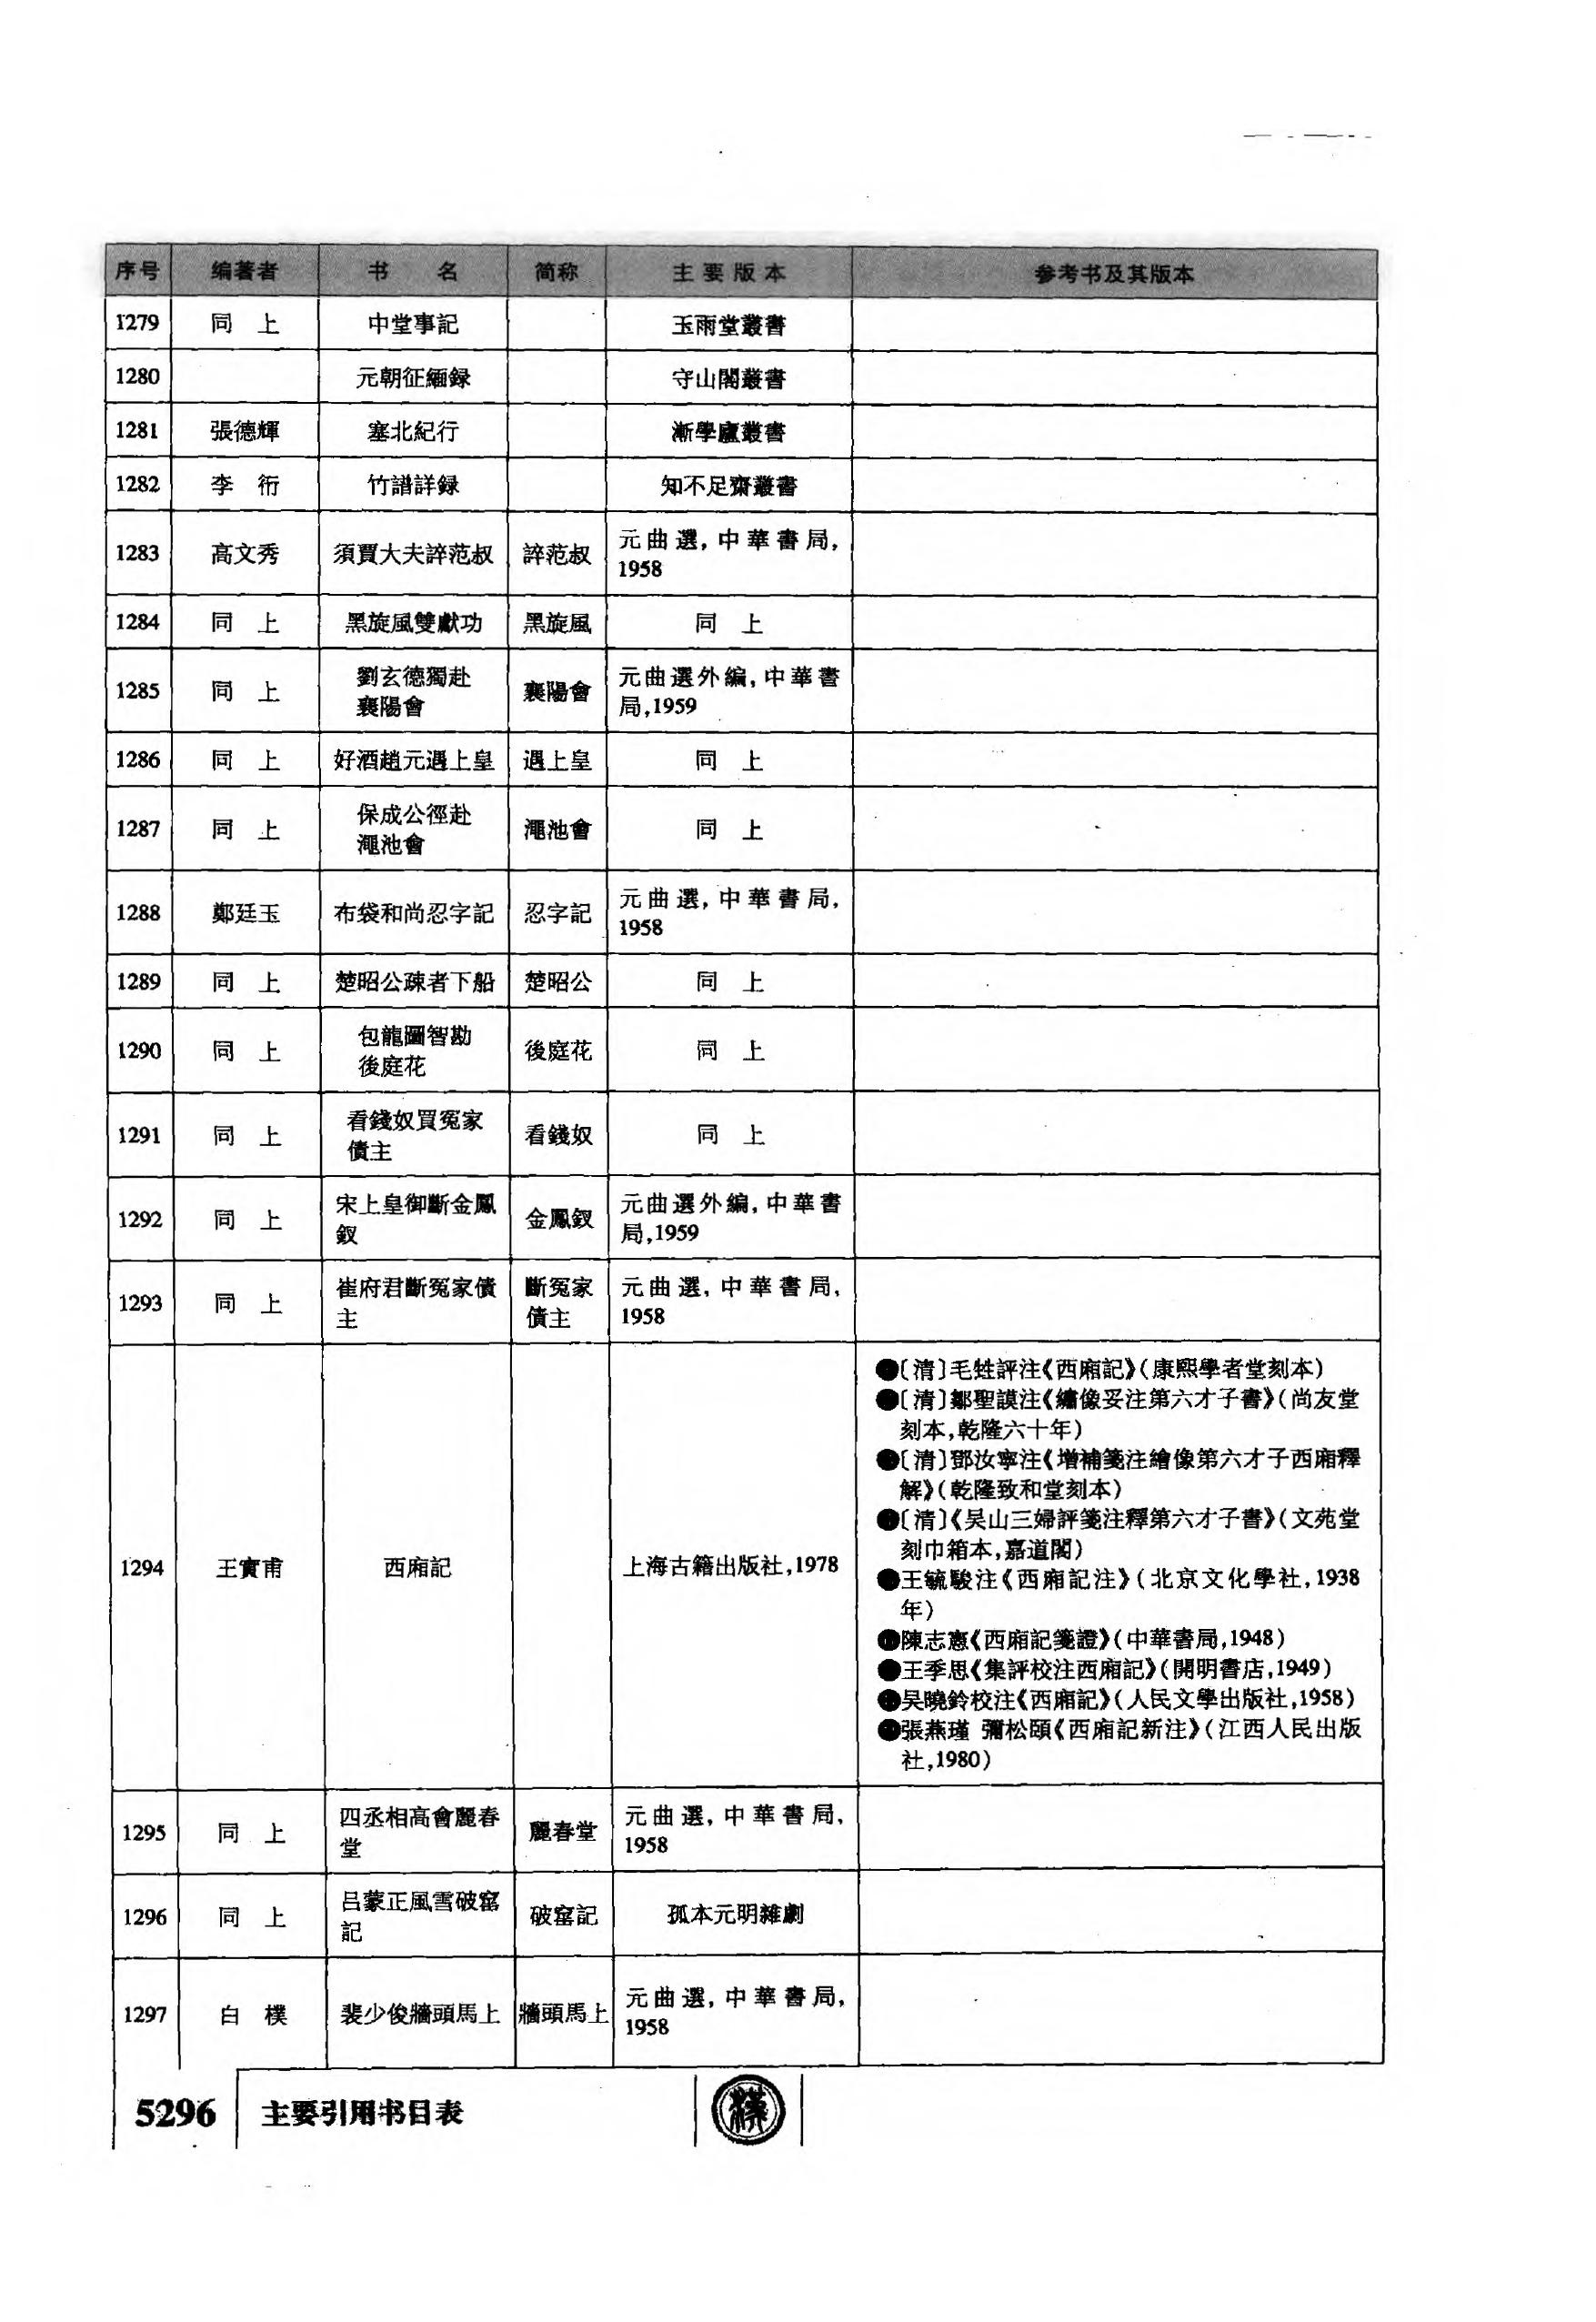 序号 编著者 书 名 简称 主要版本 参考书及其版本
1279 同 上 中堂事記 玉雨堂叢書
1280 元朝征緬録 守山閣叢書
1281 張德輝 塞北紀行 漸學廬叢書
1282 李 衎 竹譜詳録 知不足齋叢書
1283 高文秀 須賈大夫誶范叔 誶范叔 元曲選,中華書局,
1958
1284 同 上 黑旋風雙獻功 黑旋風 同 上
1285 同 上 劉玄德獨赴 襄陽會 元曲選外編,中華書
襄陽會 局,1959
1286 同 上 好酒趙元遇上皇 遇上皇 同 上
1287 同 上 保成公徑赴 澠池會 同 上
澠池會
1288 鄭廷玉 布袋和尚忍字記 忍字記 元曲選,中華書局,
1958
1289 同 上 楚昭公疎者下船 楚昭公 同 上
1290 同 上 包龍圖智勘 後庭花 同 上
後庭花
1291 同 上 看錢奴買冤家 看錢奴 同 上
債主
1292 同 上 宋上皇御斷金鳳 金鳳釵 元曲選外編,中華書
釵 局,1959
1293 同 上 崔府君斷冤家債 斷冤家 元曲選,中華書局,
主 債主 1958
1294 王實甫 西廂記 上海古籍出版社,1978
●〔清〕毛甡評注《西廂記》(康熙學者堂刻本)
●〔清〕鄒聖謨注《繡像妥注第六才子書》(尚友堂
刻本,乾隆六十年)
●〔清〕鄧汝寧注《增補箋注繪像第六才子西廂釋
解》(乾隆致和堂刻本)
●〔清〕《吴山三婦評箋注釋第六才子書》(文苑堂
刻巾箱本,嘉道間)
●王毓駿注《西廂記注》(北京文化學社,1938
年)
●陳志憲《西廂記箋證》(中華書局,1948)
●王季思《集評校注西廂記》(開明書店,1949)
●吴曉鈴校注《西廂記》(人民文學出版社,1958)
●張燕瑾 彌松頤《西廂記新注》(江西人民出版
社,1980)
1295 同 上 四丞相高會麗春 麗春堂 元曲選,中華書局,
堂 1958
1296 同 上 吕蒙正風雪破窰 破窰記 孤本元明雜劇
記
1297 白 樸 裴少俊牆頭馬上 牆頭馬上 元曲選,中華書局,
1958
5296 主要引用书目表
漢